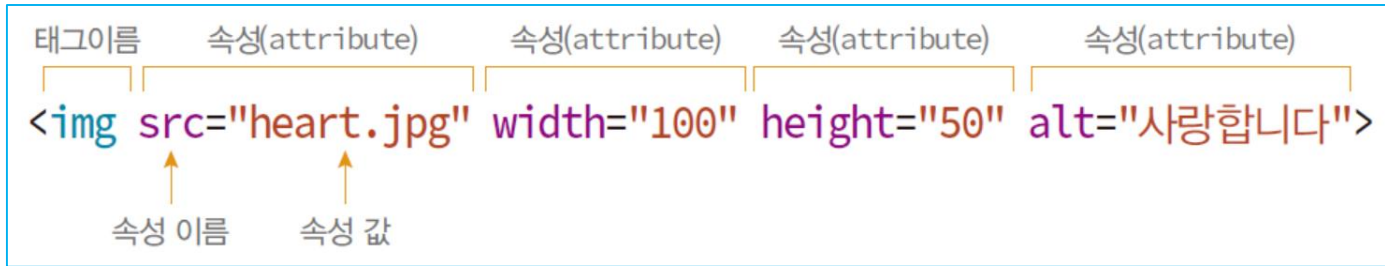 태그이름 속성(attribute) 속성(attribute) 속성(attribute) 속성(attribute)
<img src="heart.jpg" width="100" height="50" alt="사랑합니다">
속성 이름 속성 값